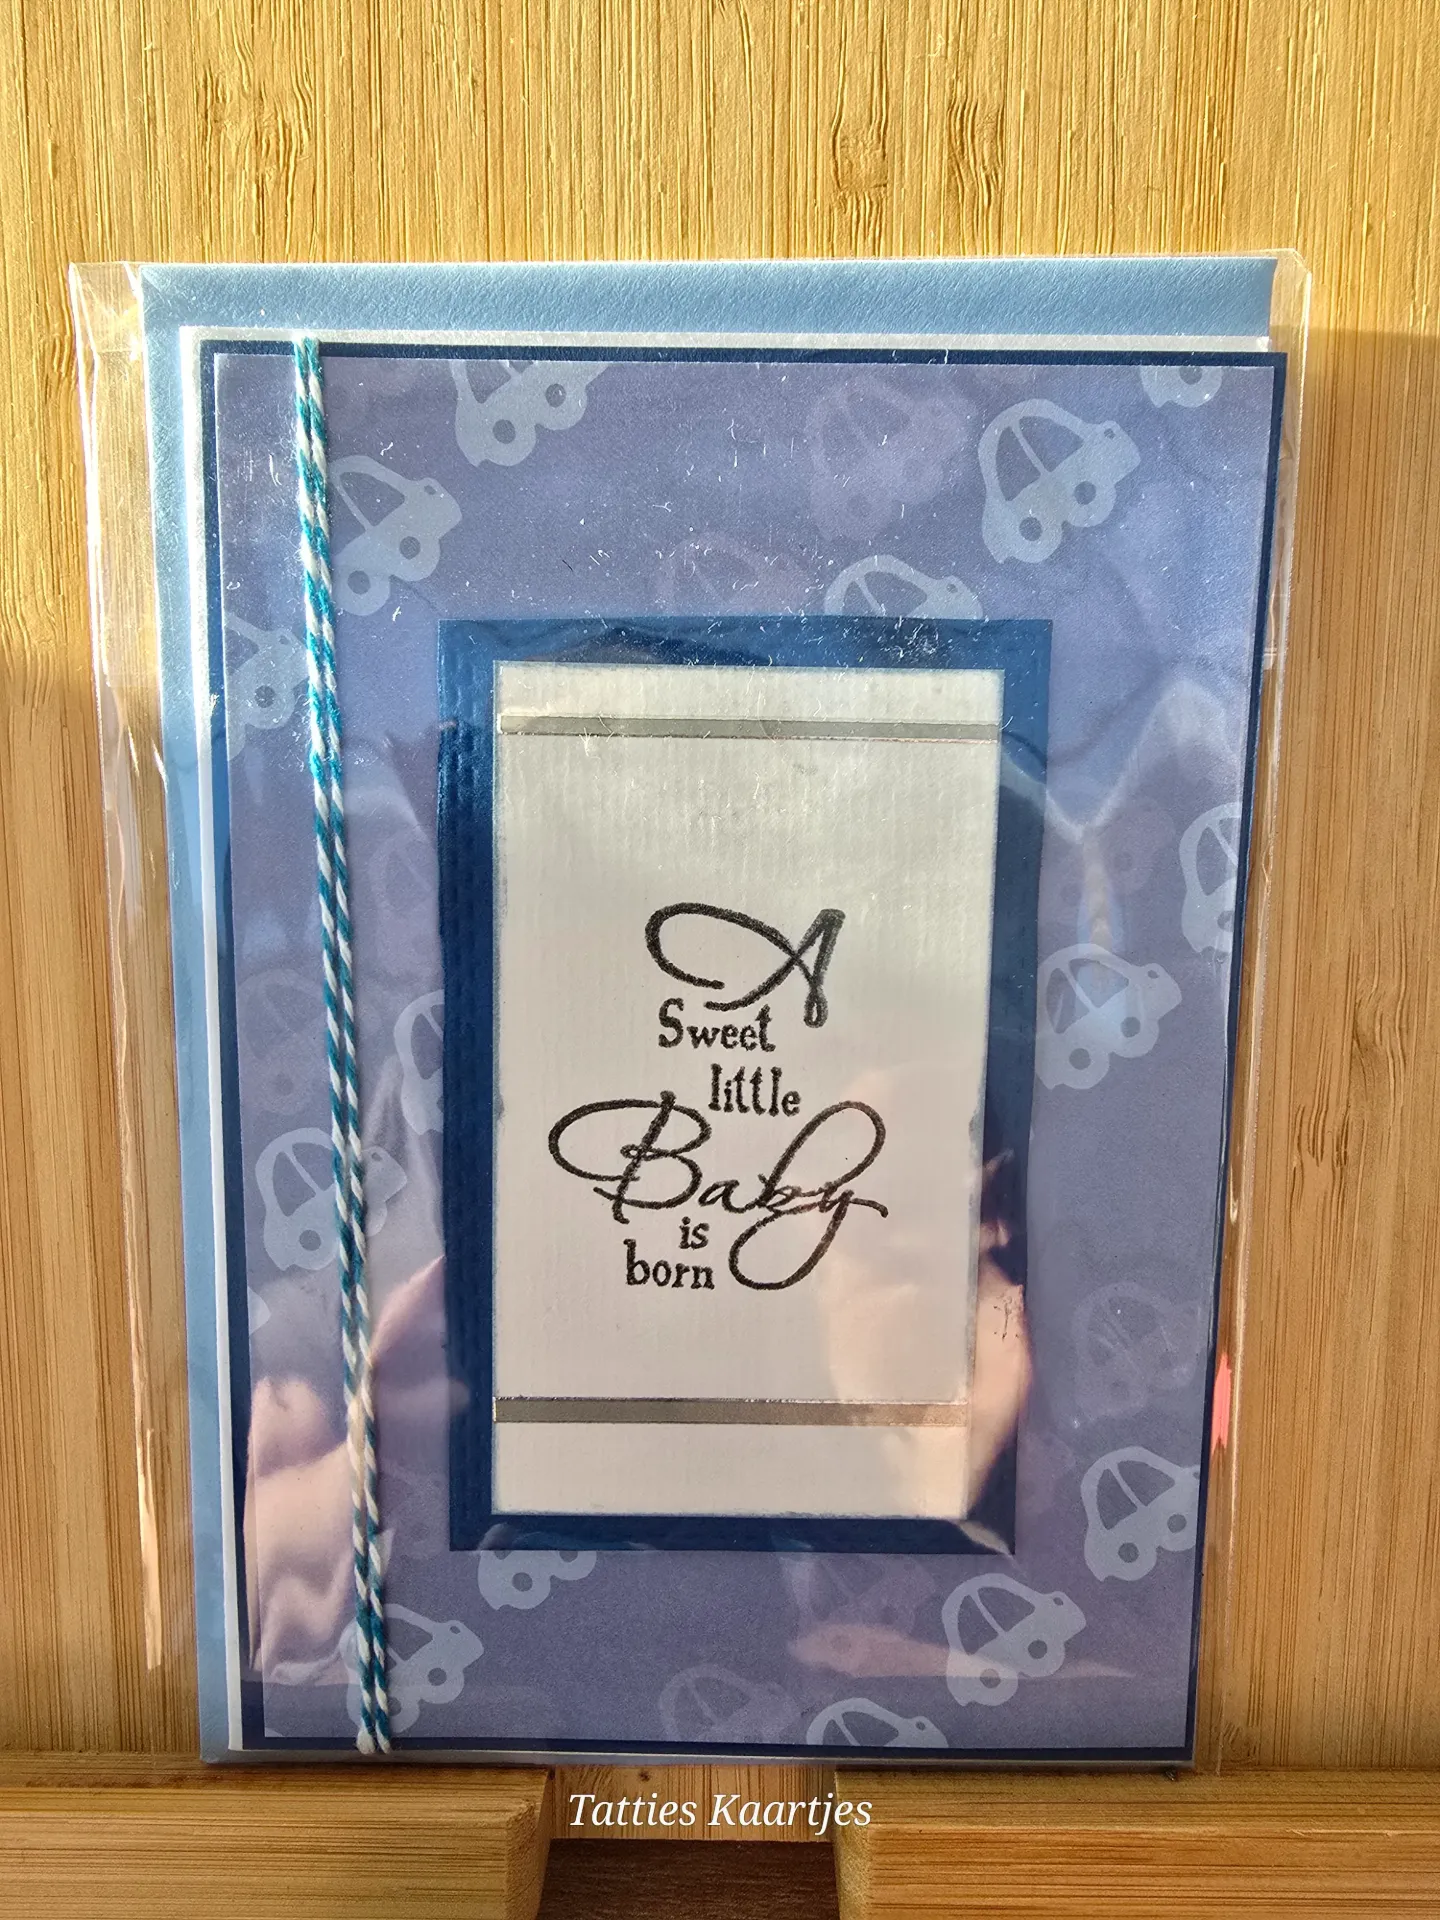 A
Sweet
little
Baby
is
born
Tatties Kaartjes